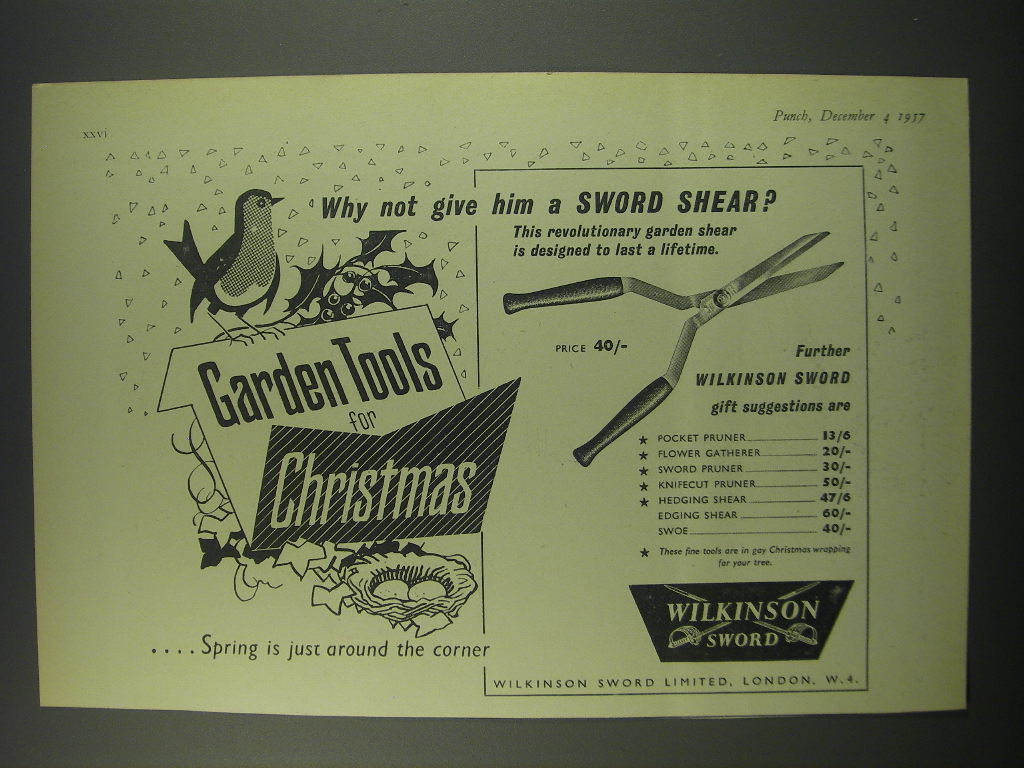 xxvi
Punch, December 4 1957
Why not give him a SWORD SHEAR?
This revolutionary garden shear
is designed to last a lifetime.
Garden Tools
for
Christmas
.... Spring is just around the corner
PRICE 40/-
Further
WILKINSON SWORD
gift suggestions are
★ POCKET PRUNER 13/6
★ FLOWER GATHERER 20/-
★ SWORD PRUNER 30/-
★ KNIFECUT PRUNER 50/-
★ HEDGING SHEAR 47/6
EDGING SHEAR 60/-
SWOE 40/-
★ These fine tools are in gay Christmas wrapping
for your tree.
WILKINSON
SWORD
WILKINSON SWORD LIMITED, LONDON, W.4.